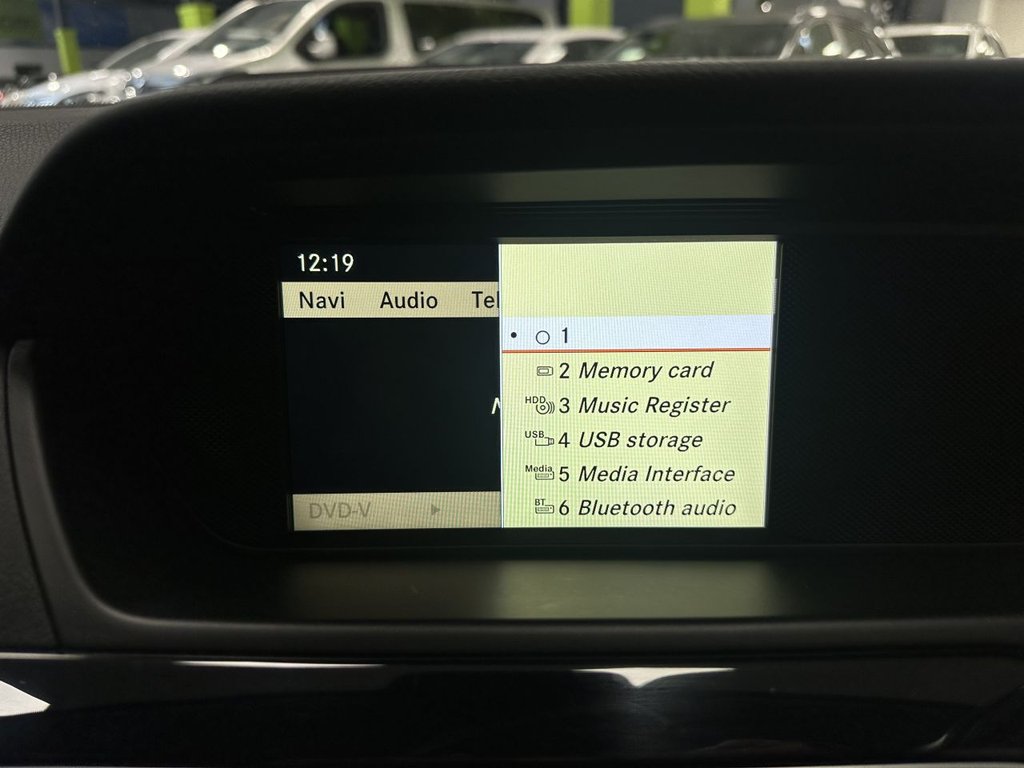 12:19
Navi Audio Tel
• 1
2 Memory card
HDD 3 Music Register
USB 4 USB storage
Media 5 Media Interface
BT 6 Bluetooth audio
DVD-V